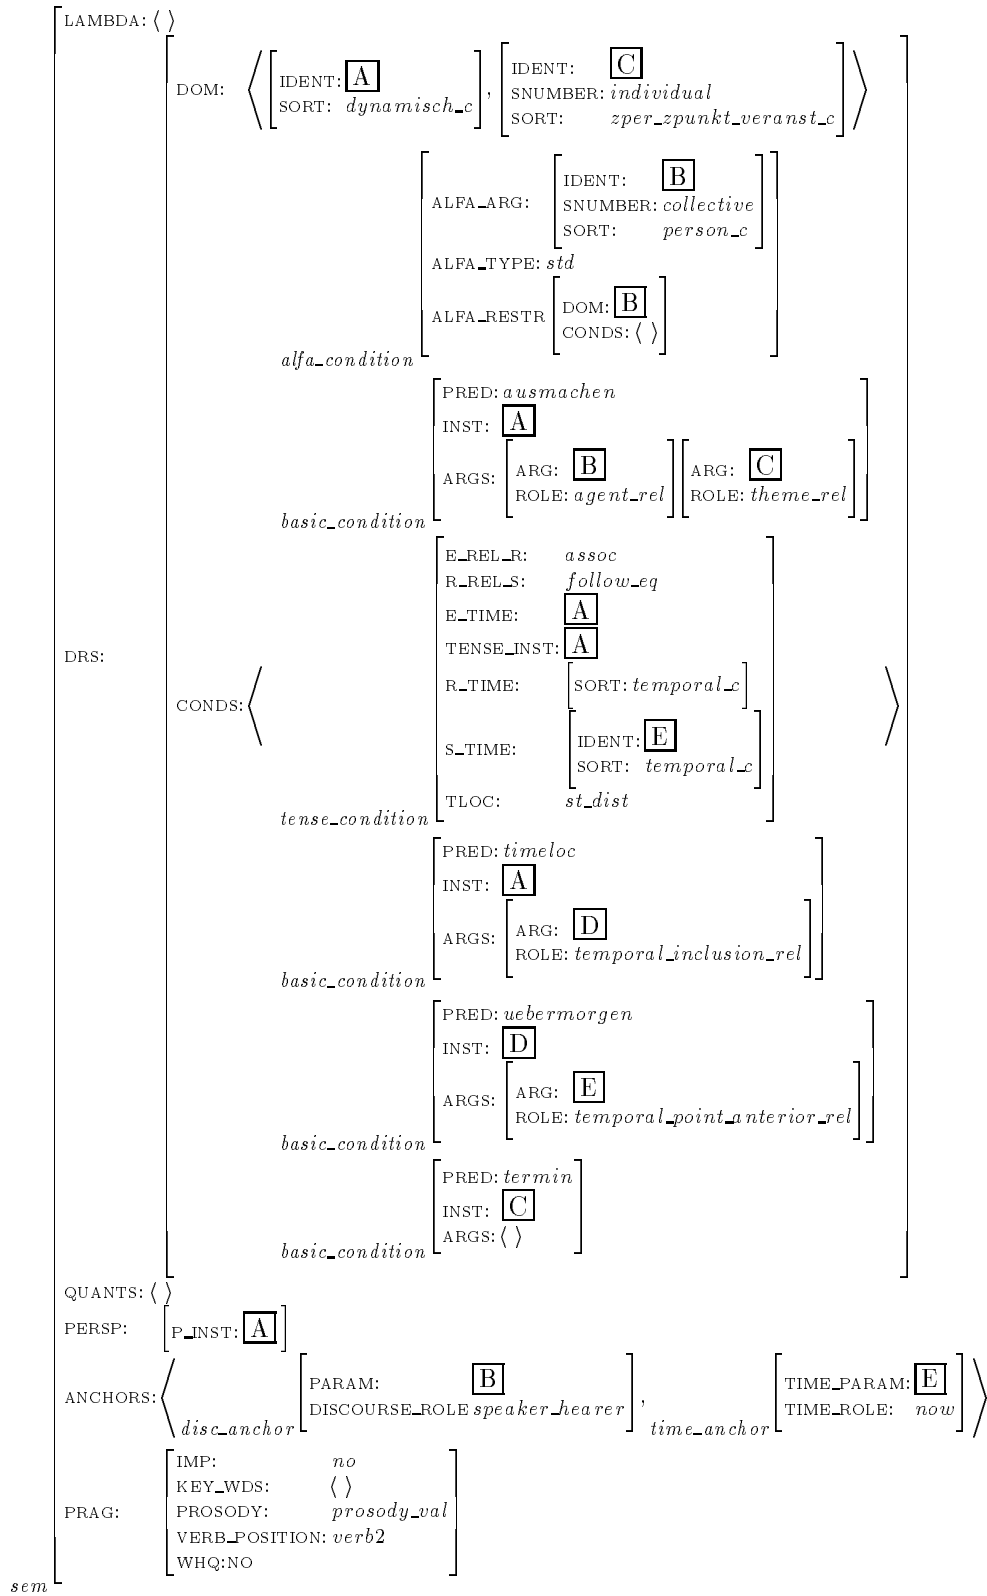 LAMBDA: ⟨ ⟩
DOM: ⟨ [IDENT: A], [IDENT: C]
SNUMBER: individual
SORT: dynamisch_c SORT: zper_zpunkt_veranst_c ⟩
ALFA_ARG: IDENT: B
SNUMBER: collective
SORT: person_c
ALFA_TYPE: std
ALFA_RESTR DOM: B
CONDS: ⟨ ⟩
alfa_condition
PRED: ausmachen
INST: A
ARGS: ARG: B ARG: C
ROLE: agent_rel ROLE: theme_rel
basic_condition
E_REL_R: assoc
R_REL_S: follow_eq
E_TIME: A
TENSE_INST: A
DRS:
R_TIME: SORT: temporal_c
CONDS: ⟨ ⟩
S_TIME: IDENT: E
SORT: temporal_c
TLOC: st_dist
tense_condition
PRED: timeloc
INST: A
ARGS: ARG: D
ROLE: temporal_inclusion_rel
basic_condition
PRED: uebermorgen
INST: D
ARGS: ARG: E
ROLE: temporal_point_anterior_rel
basic_condition
PRED: termin
INST: C
ARGS: ⟨ ⟩
basic_condition
QUANTS: ⟨ ⟩
PERSP: P_INST: A
ANCHORS: ⟨ PARAM: B , TIME_PARAM: E ⟩
DISCOURSE_ROLE speaker_hearer TIME_ROLE: now
disc_anchor time_anchor
IMP: no
KEY_WDS: ⟨ ⟩
PRAG: PROSODY: prosody_val
VERB_POSITION: verb2
WHQ:NO
sem